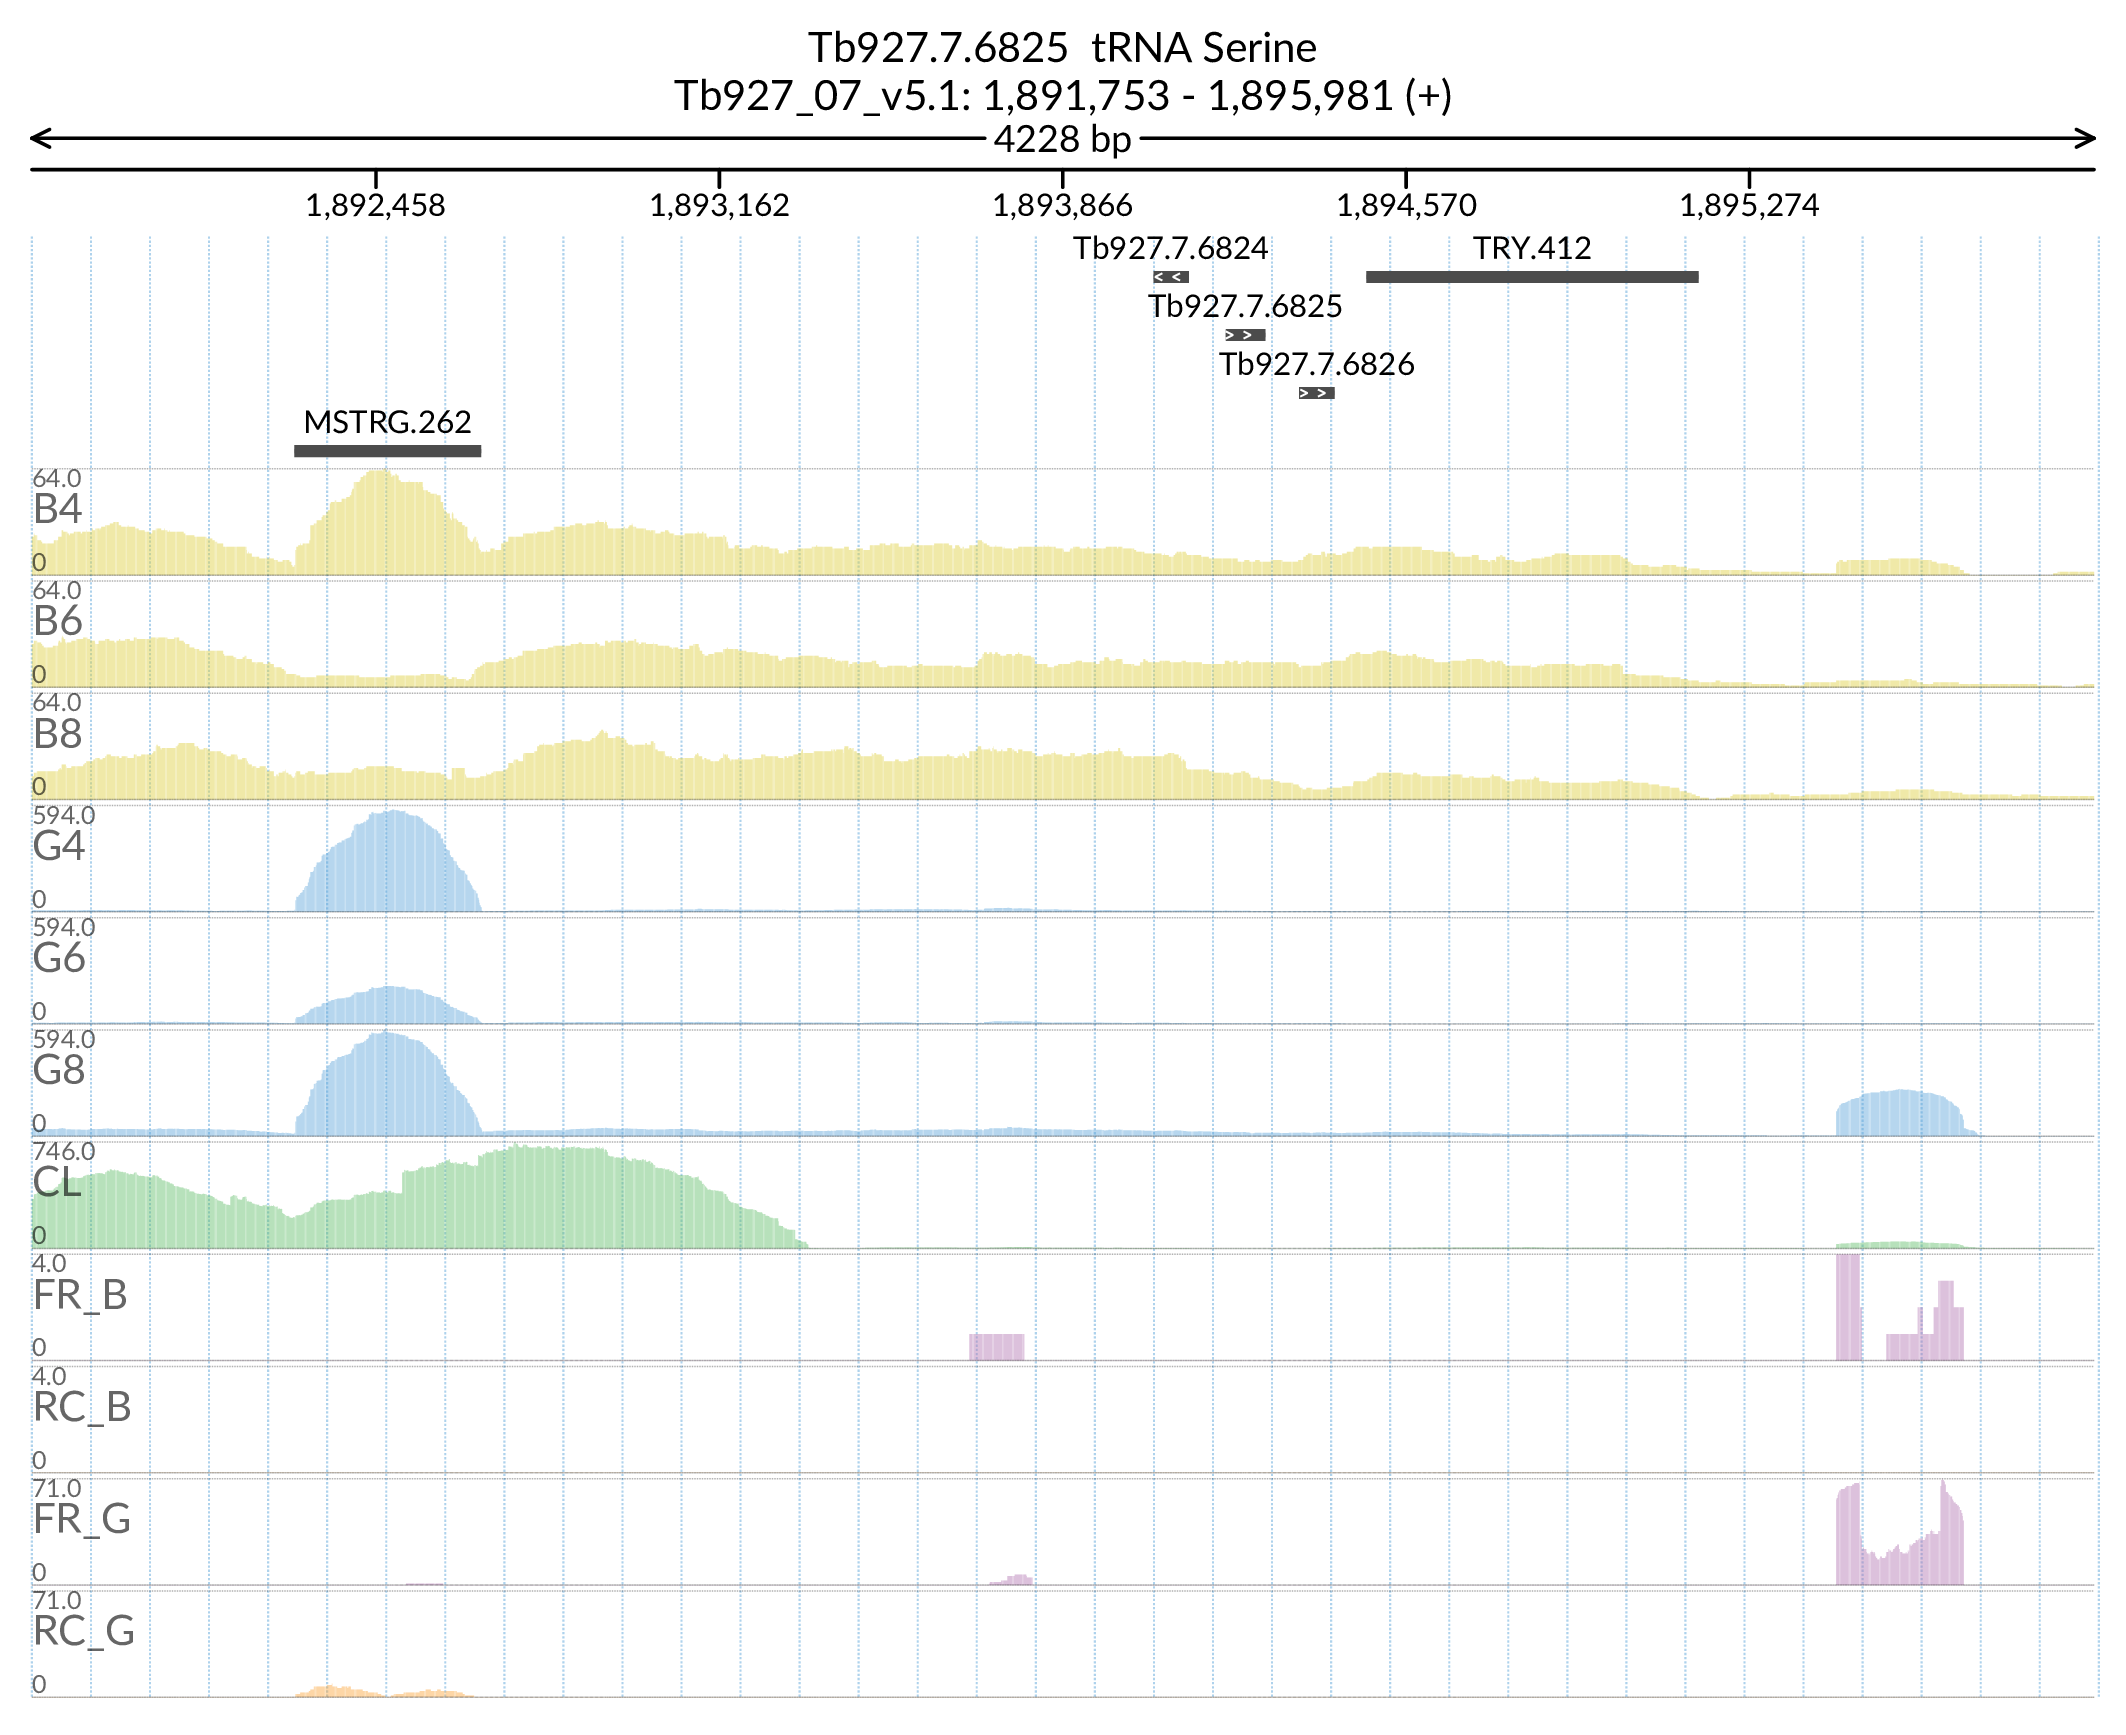 Tb927.7.6825  tRNA Serine
Tb927_07_v5.1: 1,891,753 - 1,895,981 (+)
4228 bp
1,892,458 1,893,162 1,893,866 1,894,570 1,895,274
Tb927.7.6824 TRY.412
Tb927.7.6825
Tb927.7.6826
MSTRG.262
64.0
B4
0
64.0
B6
0
64.0
B8
0
594.0
G4
0
594.0
G6
0
594.0
G8
0
746.0
CL
0
4.0
FR_B
0
4.0
RC_B
0
71.0
FR_G
0
71.0
RC_G
0